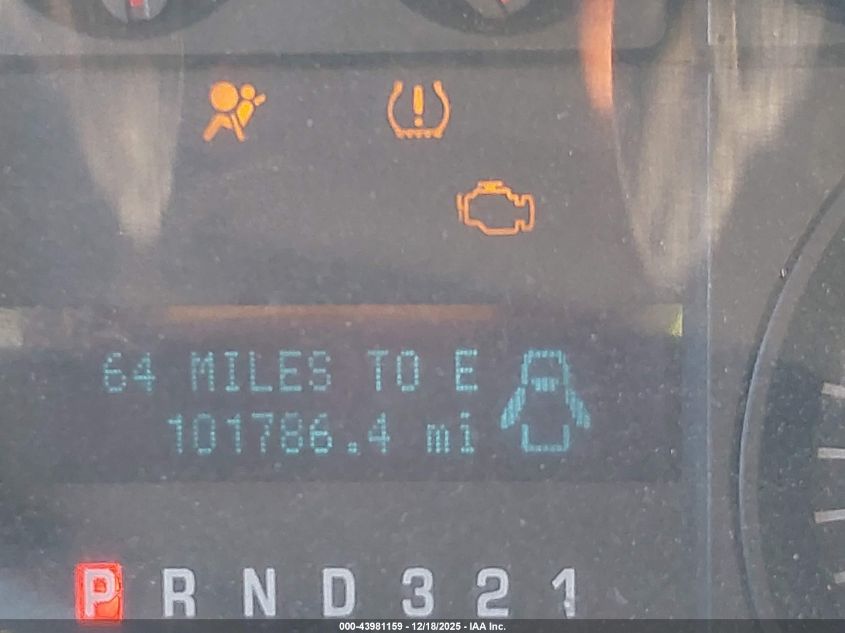 64 MILES TO E
101786.4 mi
P R N D 3 2 1
000-43981159 - 12/18/2025 - IAA Inc.